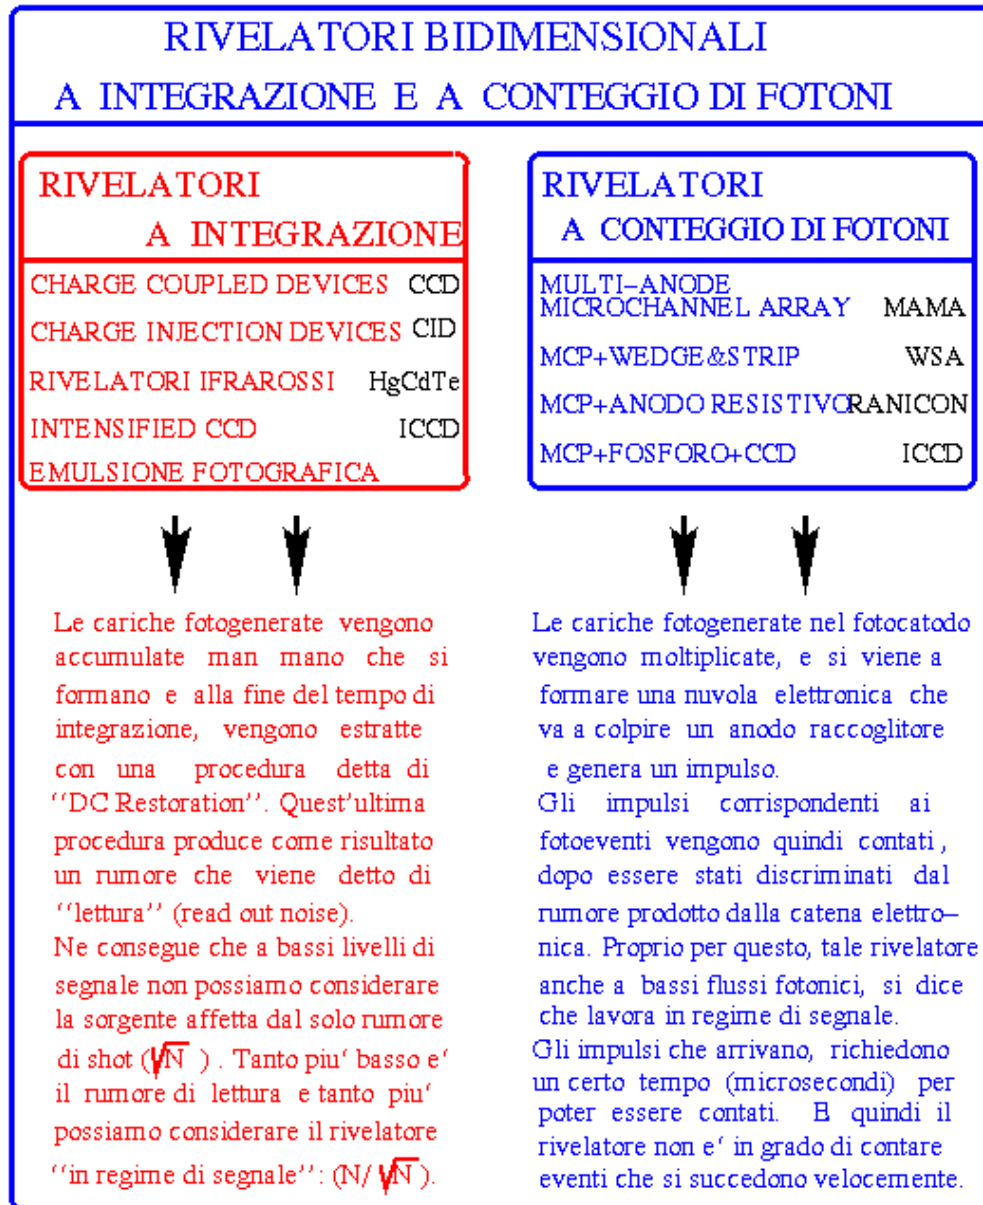 RIVELATORI BIDIMENSIONALI
A INTEGRAZIONE E A CONTEGGIO DI FOTONI
RIVELATORI
A INTEGRAZIONE
CHARGE COUPLED DEVICES CCD
CHARGE INJECTION DEVICES CID
RIVELATORI IFRAROSSI HgCdTe
INTENSIFIED CCD ICCD
EMULSIONE FOTOGRAFICA
Le cariche fotogenerate vengono
accumulate man mano che si
formano e alla fine del tempo di
integrazione, vengono estratte
con una procedura detta di
‘‘DC Restoration’’. Quest’ultima
procedura produce come risultato
un rumore che viene detto di
‘‘lettura’’ (read out noise).
Ne consegue che a bassi livelli di
segnale non possiamo considerare
la sorgente affetta dal solo rumore
di shot (√N ) . Tanto piu‘ basso e‘
il rumore di lettura e tanto piu‘
possiamo considerare il rivelatore
‘‘in regime di segnale’’: (N/ √N ).
RIVELATORI
A CONTEGGIO DI FOTONI
MULTI–ANODE
MICROCHANNEL ARRAY MAMA
MCP+WEDGE&STRIP WSA
MCP+ANODO RESISTIVO RANICON
MCP+FOSFORO+CCD ICCD
Le cariche fotogenerate nel fotocatodo
vengono moltiplicate, e si viene a
formare una nuvola elettronica che
va a colpire un anodo raccoglitore
e genera un impulso.
Gli impulsi corrispondenti ai
fotoeventi vengono quindi contati ,
dopo essere stati discriminati dal
rumore prodotto dalla catena elettro–
nica. Proprio per questo, tale rivelatore
anche a bassi flussi fotonici, si dice
che lavora in regime di segnale.
Gli impulsi che arrivano, richiedono
un certo tempo (microsecondi) per
poter essere contati. E quindi il
rivelatore non e‘ in grado di contare
eventi che si succedono velocemente.